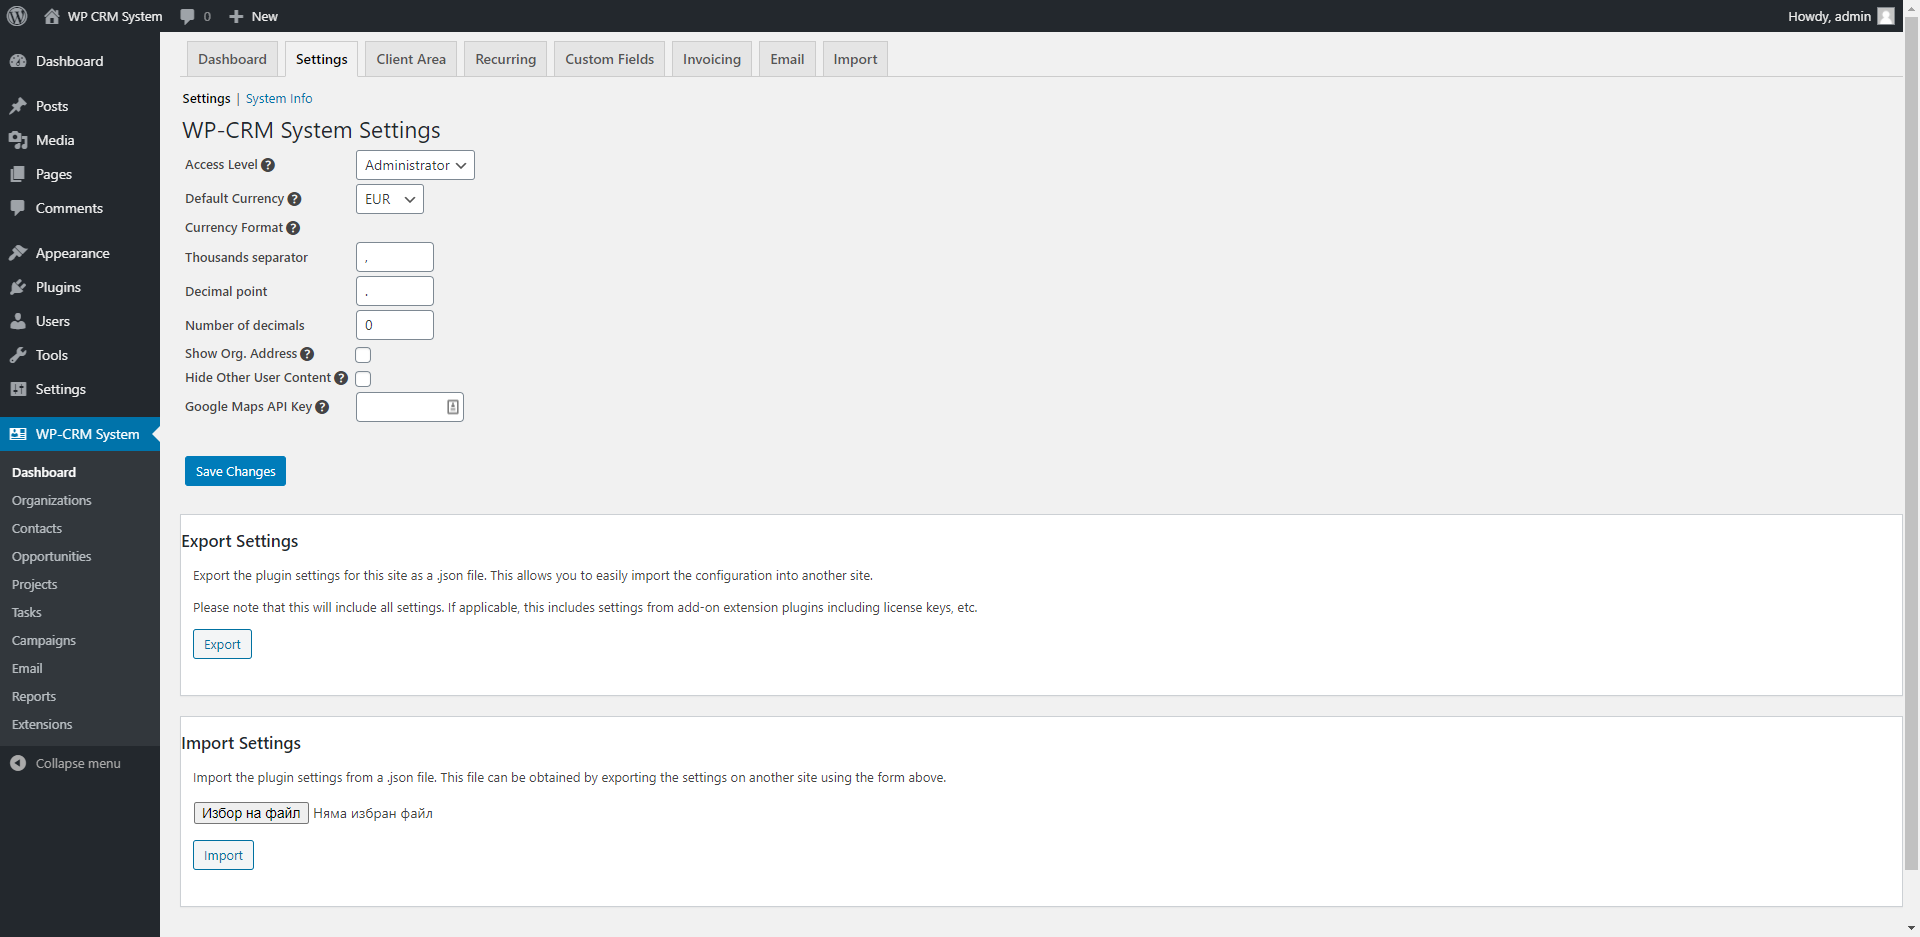 WP CRM System 0 New Howdy, admin
Dashboard
Posts
Media
Pages
Comments
Appearance
Plugins
Users
Tools
Settings
WP-CRM System
Dashboard
Organizations
Contacts
Opportunities
Projects
Tasks
Campaigns
Email
Reports
Extensions
Collapse menu
Dashboard Settings Client Area Recurring Custom Fields Invoicing Email Import
Settings | System Info
WP-CRM System Settings
Access Level ? Administrator
Default Currency ? EUR
Currency Format ?
Thousands separator ,
Decimal point .
Number of decimals 0
Show Org. Address ?
Hide Other User Content ?
Google Maps API Key ?
Save Changes
Export Settings
Export the plugin settings for this site as a .json file. This allows you to easily import the configuration into another site.
Please note that this will include all settings. If applicable, this includes settings from add-on extension plugins including license keys, etc.
Export
Import Settings
Import the plugin settings from a .json file. This file can be obtained by exporting the settings on another site using the form above.
Избор на файл Няма избран файл
Import